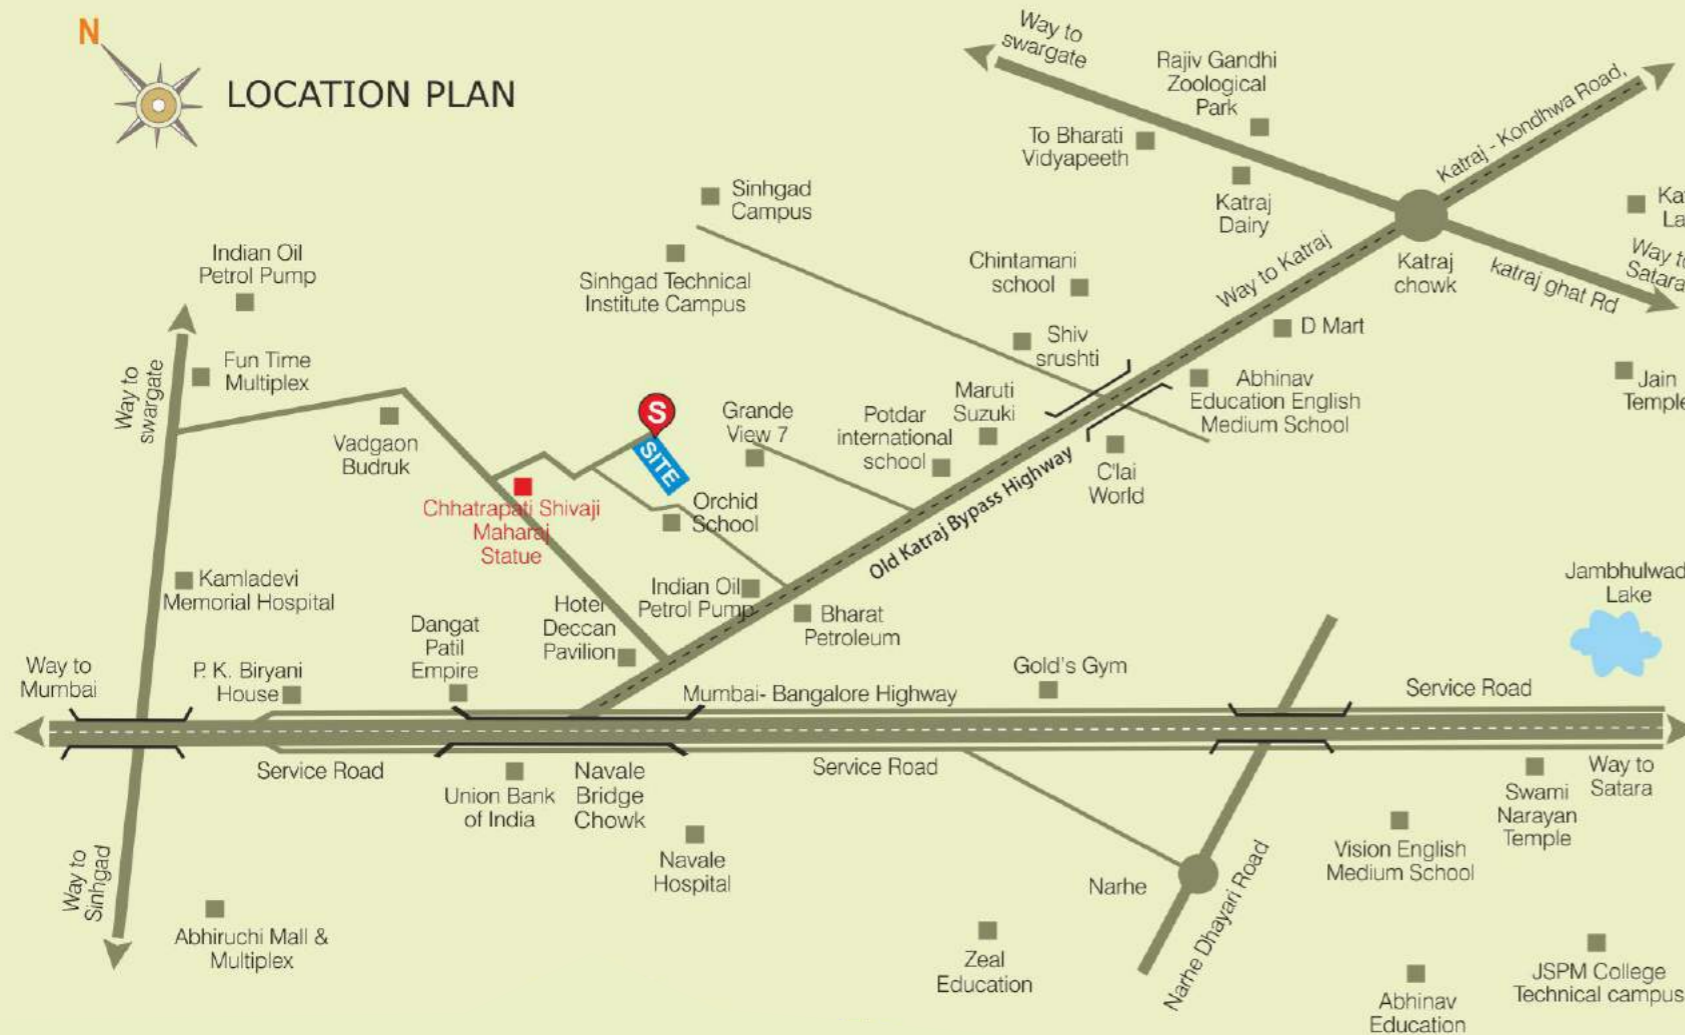 N
LOCATION PLAN
Way to
swargate
Rajiv Gandhi
Zoological
Park
Katraj - Kondhwa Road,
To Bharati
Vidyapeeth
Katraj
Dairy
Sinhgad
Campus
Way to
Satara
Katraj
chowk
katraj ghat Rd
Way to Katraj
Indian Oil
Petrol Pump
Sinhgad Technical
Institute Campus
Chintamani
school
Shiv
srushti
D Mart
Way to
swargate
Fun Time
Multiplex
Vadgaon
Budruk
S
SITE
Grande
View 7
Maruti
Suzuki
Potdar
international
school
Abhinav
Education English
Medium School
Jain
Temple
C'lai
World
Chhatrapati Shivaji
Maharaj
Statue
Orchid
School
Old Katraj Bypass Highway
Kamladevi
Memorial Hospital
Indian Oil
Petrol Pump
Hotel
Deccan
Pavilion
Bharat
Petroleum
Dangat
Patil
Empire
Lake
Way to
Mumbai
P. K. Biryani
House
Mumbai- Bangalore Highway
Gold's Gym
Service Road
Service Road
Union Bank
of India
Navale
Bridge
Chowk
Service Road
Way to
Satara
Swami
Narayan
Temple
Navale
Hospital
Vision English
Medium School
Way to
Sinhgad
Narhe
Narhe Dhayari Road
Abhiruchi Mall &
Multiplex
Zeal
Education
JSPM College
Technical campus
Abhinav
Education